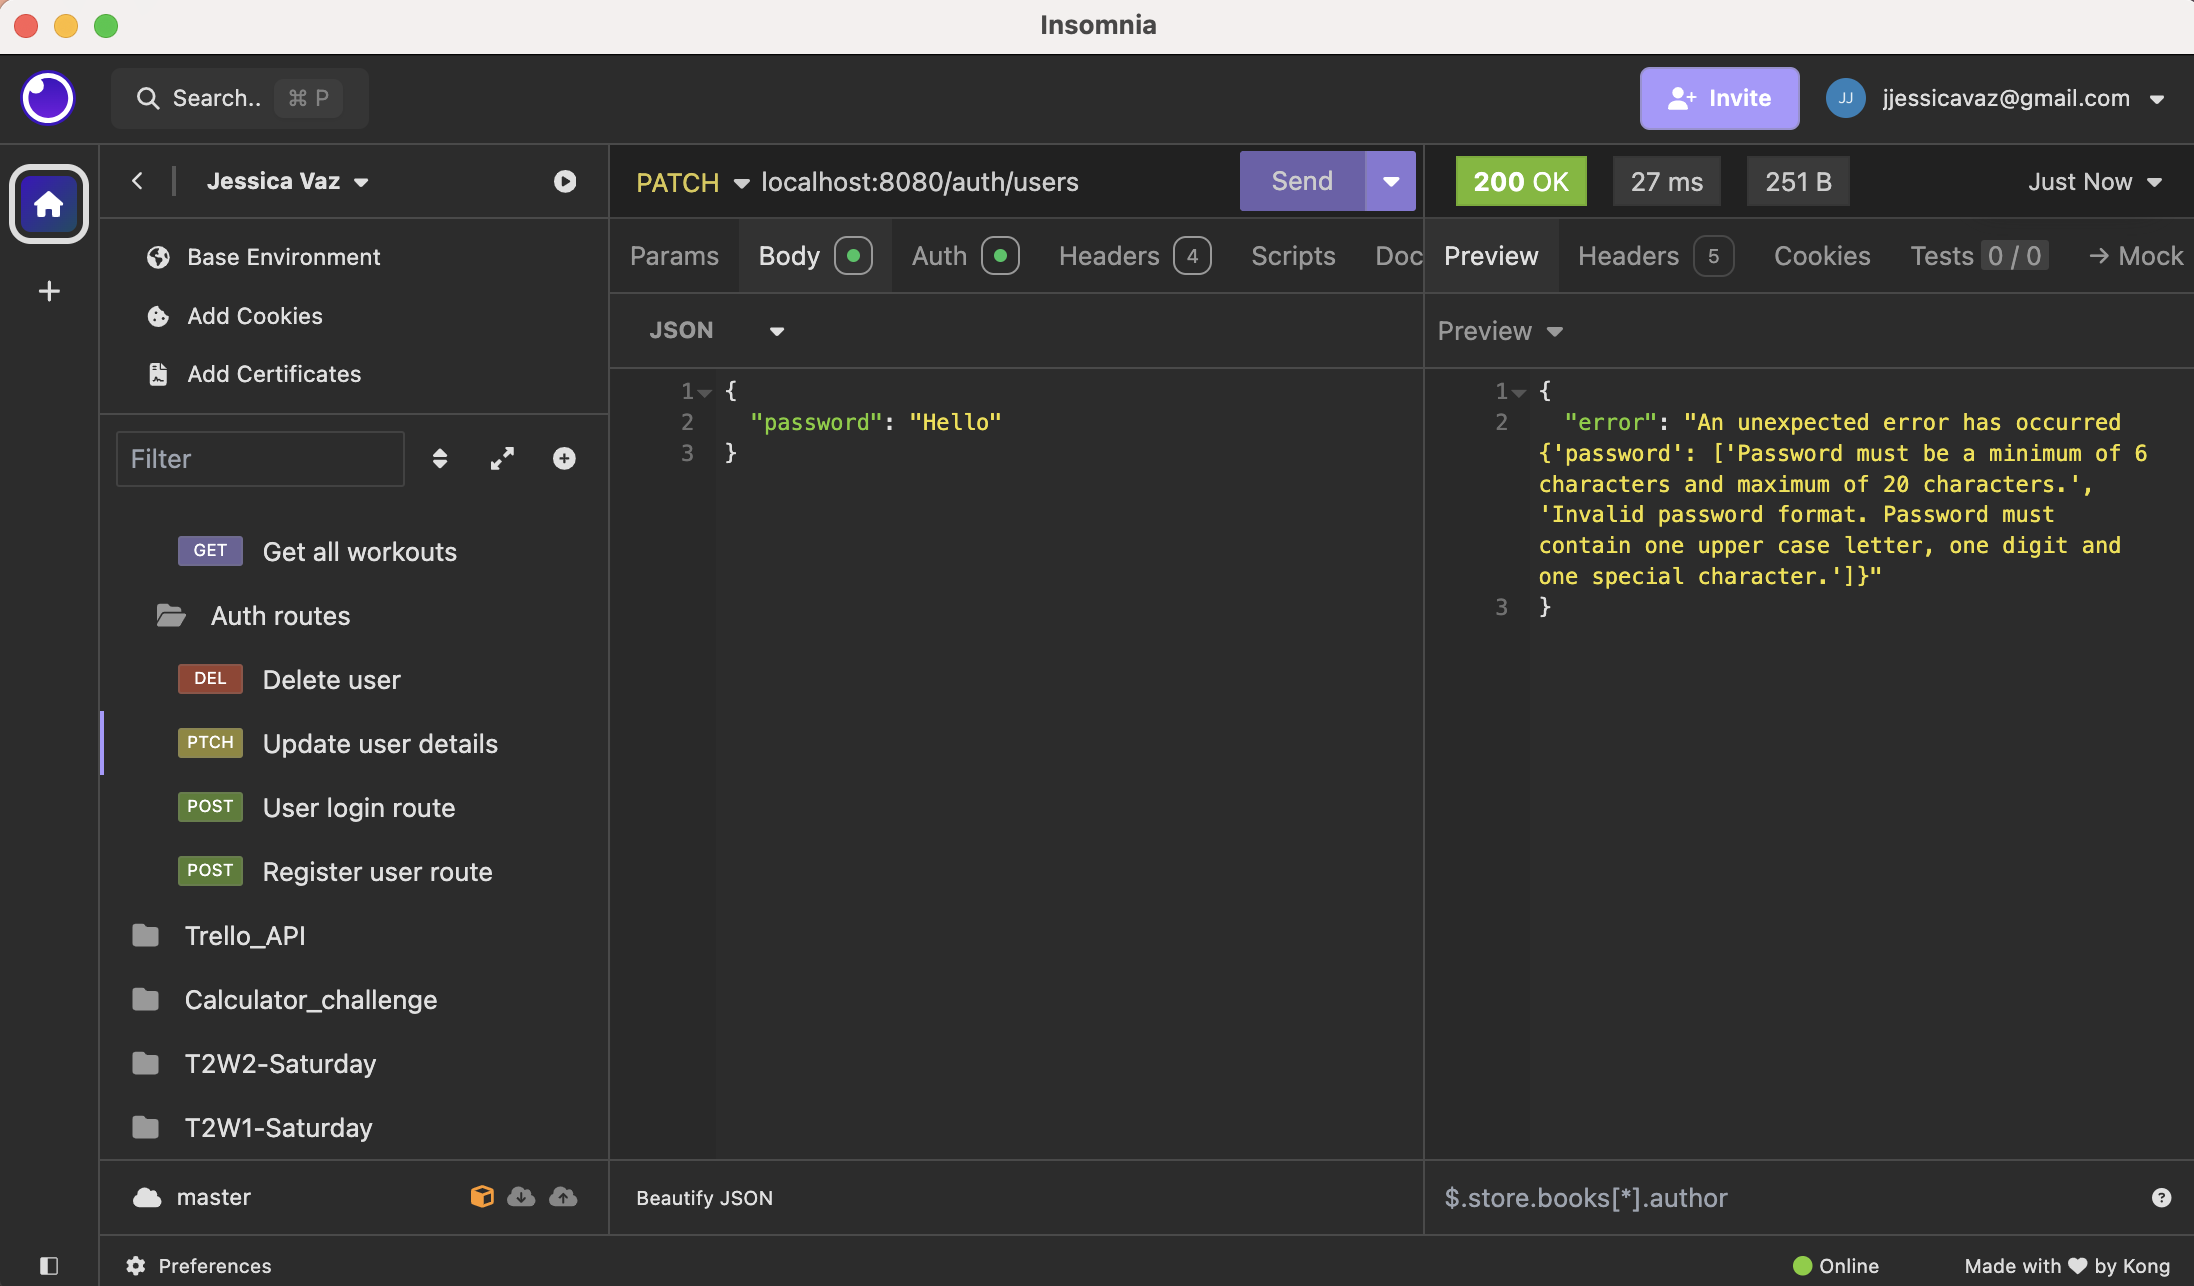 Insomnia
Search.. ⌘ P
Invite
JJ jjessicavaz@gmail.com
Jessica Vaz
PATCH localhost:8080/auth/users
Send
200 OK 27 ms 251 B Just Now
Base Environment
Add Cookies
Add Certificates
Params Body Auth Headers 4 Scripts Doc
Preview Headers 5 Cookies Tests 0 / 0 → Mock
JSON
Preview
Filter
GET Get all workouts
Auth routes
DEL Delete user
PTCH Update user details
POST User login route
POST Register user route
Trello_API
Calculator_challenge
T2W2-Saturday
T2W1-Saturday
1 {
2 "password": "Hello"
3 }
1 {
2 "error": "An unexpected error has occurred
{'password': ['Password must be a minimum of 6
characters and maximum of 20 characters.',
'Invalid password format. Password must
contain one upper case letter, one digit and
one special character.']}"
3 }
master
Beautify JSON
$.store.books[*].author
?
Preferences
Online
Made with ♥ by Kong